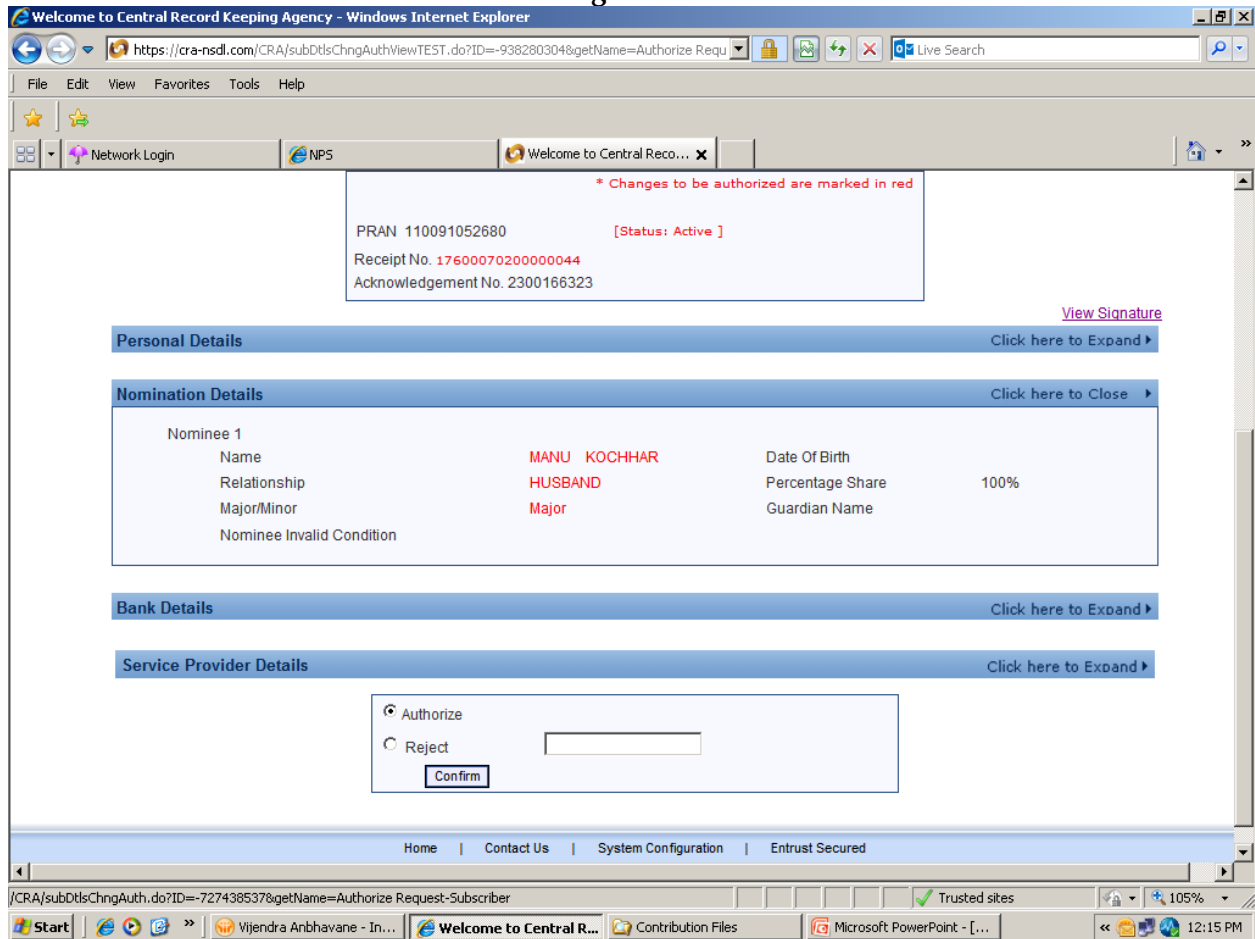 Welcome to Central Record Keeping Agency - Windows Internet Explorer
https://cra-nsdl.com/CRA/subDtlsChngAuthViewTEST.do?ID=-938280304&getName=Authorize Requ
Live Search
File Edit View Favorites Tools Help
Network Login NPS Welcome to Central Reco...
* Changes to be authorized are marked in red
PRAN 110091052680 [Status: Active ]
Receipt No. 17600070200000044
Acknowledgement No. 2300166323
View Signature
Personal Details Click here to Expand
Nomination Details Click here to Close
Nominee 1
Name MANU KOCHHAR Date Of Birth
Relationship HUSBAND Percentage Share 100%
Major/Minor Major Guardian Name
Nominee Invalid Condition
Bank Details Click here to Expand
Service Provider Details Click here to Expand
Authorize
Reject
Confirm
Home | Contact Us | System Configuration | Entrust Secured
/CRA/subDtlsChngAuth.do?ID=-727438537&getName=Authorize Request-Subscriber Trusted sites 105%
Start Vijendra Anbhavane - In... Welcome to Central R... Contribution Files Microsoft PowerPoint - [... 12:15 PM